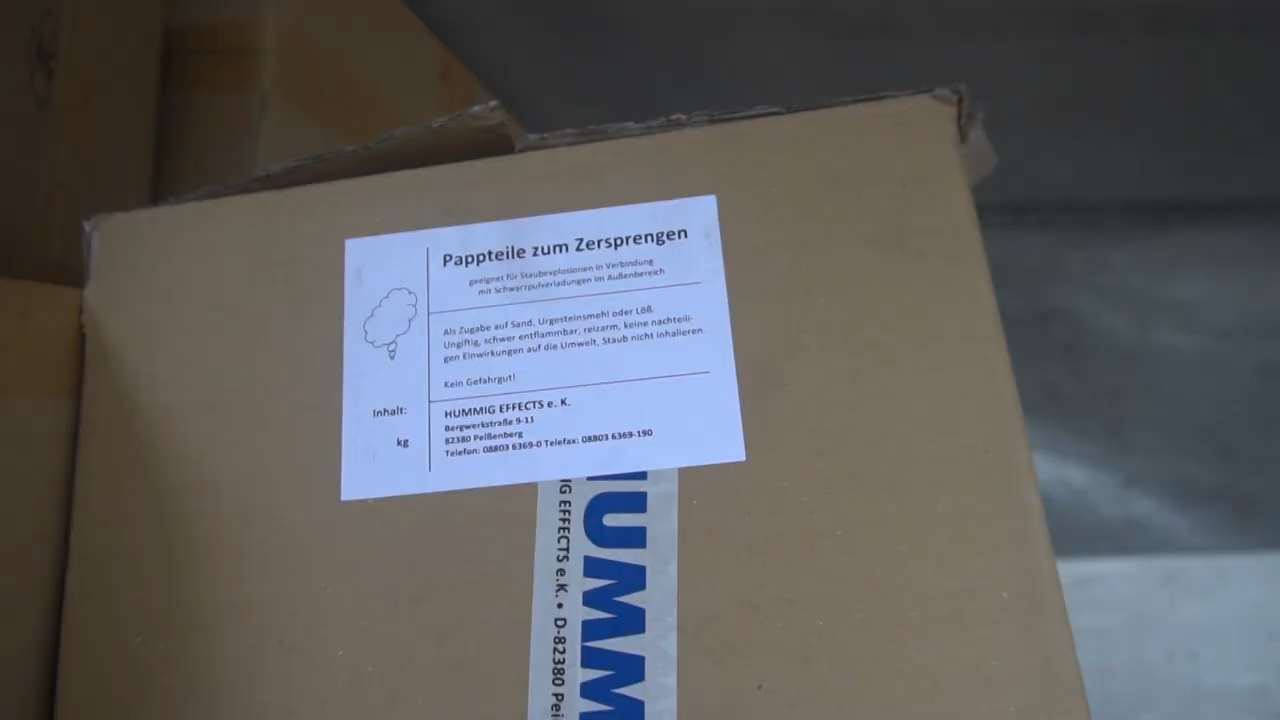 Pappteile zum Zersprengen
geeignet für Staubexplosionen in Verbindung
mit Schwarzpulverladungen im Außenbereich
Als Zugabe auf Sand, Urgesteinsmehl oder Löß.
Ungiftig, schwer entflammbar, reizarm, keine nachteili-
gen Einwirkungen auf die Umwelt, Staub nicht inhalieren.
Kein Gefahrgut!
Inhalt:
kg
HUMMIG EFFECTS e. K.
Bergwerkstraße 9-11
82380 Peißenberg
Telefon: 08803 6369-0 Telefax: 08803 6369-190
IG EFFECTS e.K. • D-82380 Pei
HUMM